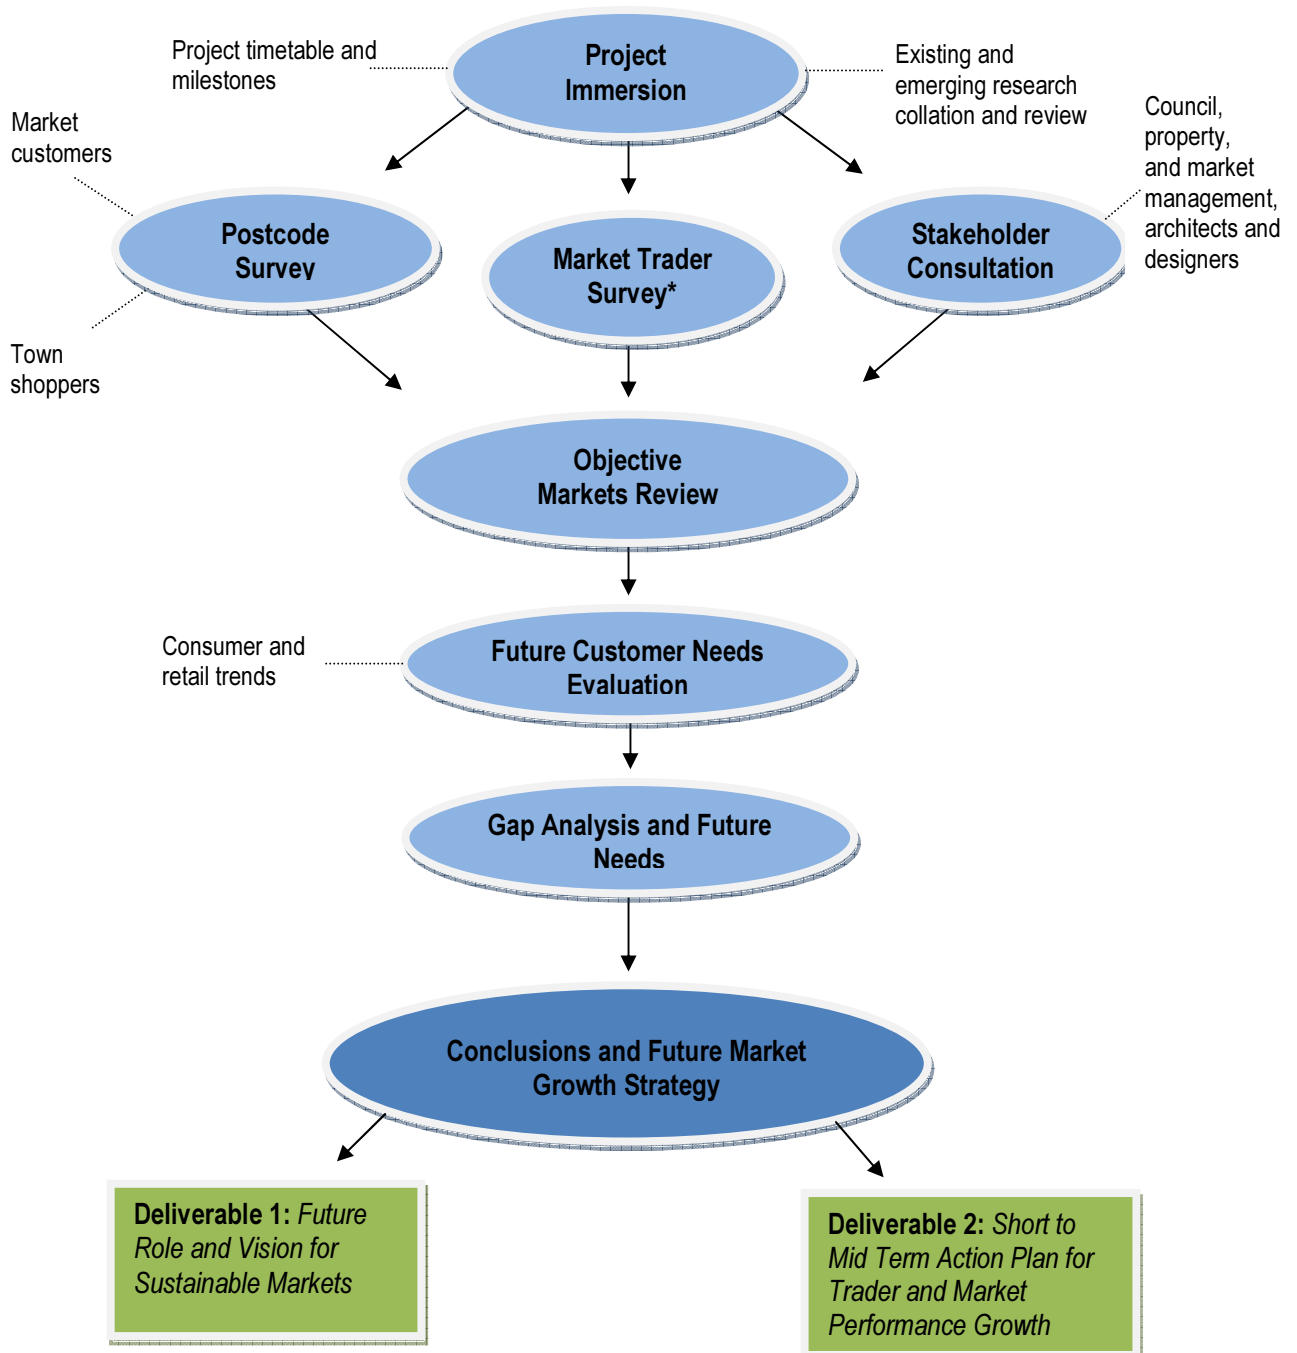 Project timetable and
milestones
Project
Immersion
Existing and
emerging research
collation and review
Market
customers
Council,
property,
and market
management,
architects and
designers
Postcode
Survey
Market Trader
Survey*
Stakeholder
Consultation
Town
shoppers
Objective
Markets Review
Consumer and
retail trends
Future Customer Needs
Evaluation
Gap Analysis and Future
Needs
Conclusions and Future Market
Growth Strategy
Deliverable 1: Future
Role and Vision for
Sustainable Markets
Deliverable 2: Short to
Mid Term Action Plan for
Trader and Market
Performance Growth